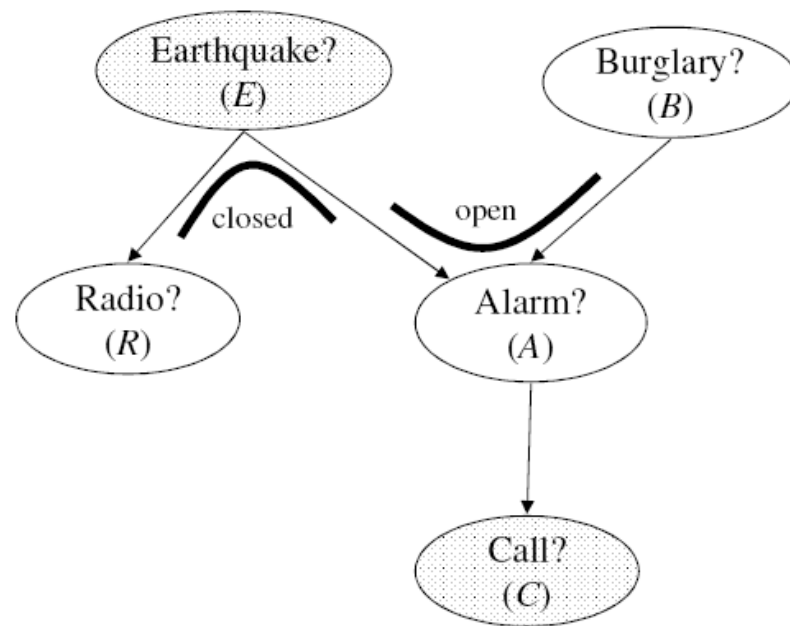 Earthquake?
(E)
Burglary?
(B)
closed
open
Radio?
(R)
Alarm?
(A)
Call?
(C)